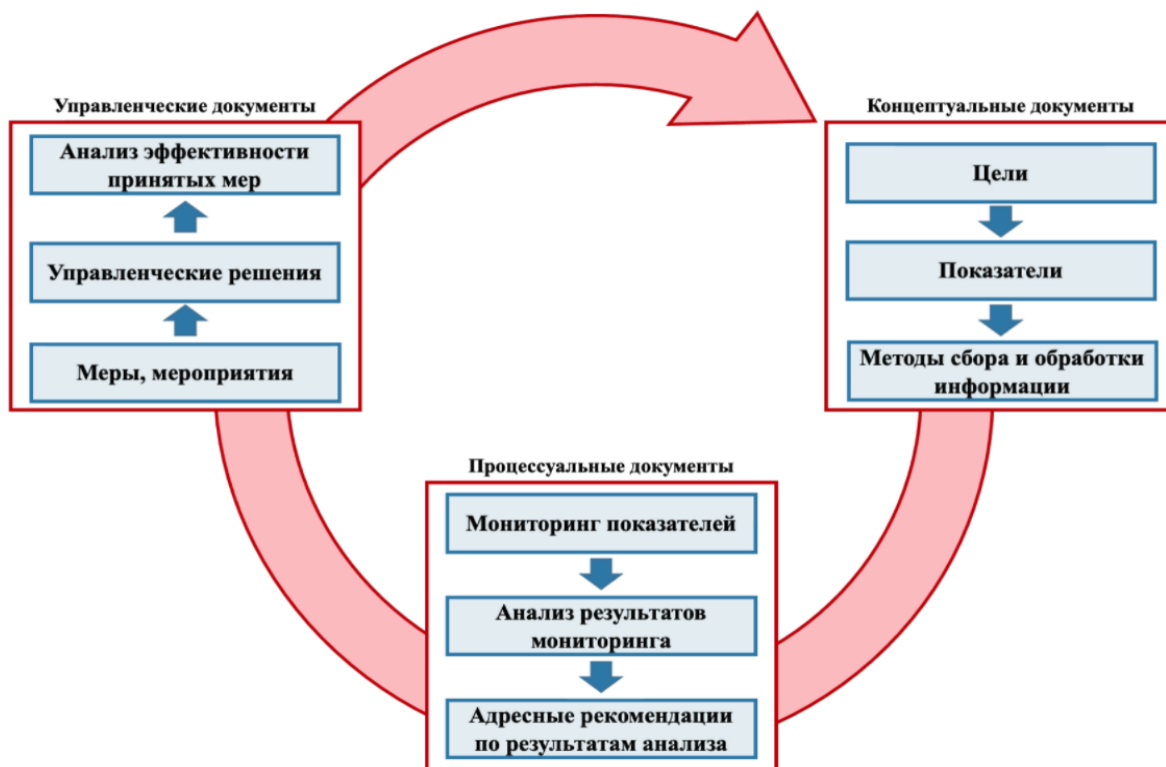 Управленческие документы
Анализ эффективности
принятых мер
Управленческие решения
Меры, мероприятия
Концептуальные документы
Цели
Показатели
Методы сбора и обработки
информации
Процессуальные документы
Мониторинг показателей
Анализ результатов
мониторинга
Адресные рекомендации
по результатам анализа